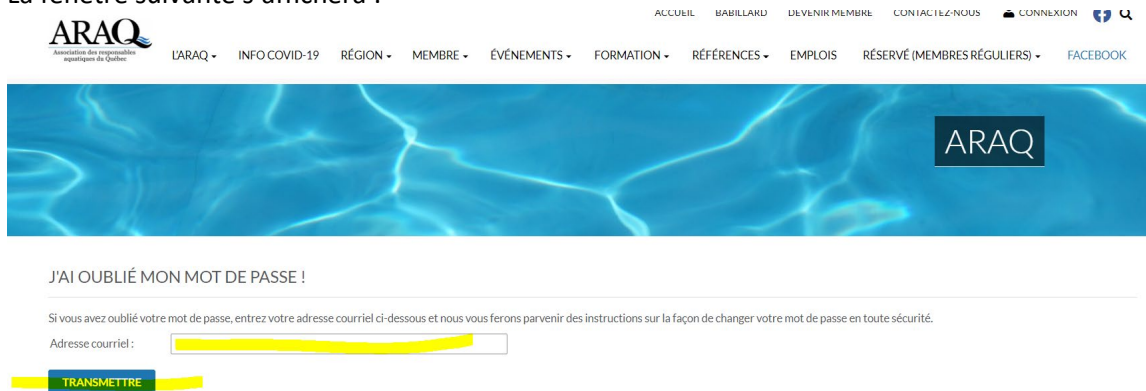 La fenêtre suivante s'affichera :
ACCUEIL BABILLARD DEVENIR MEMBRE CONTACTEZ-NOUS CONNEXION
ARAQ
Association des responsables
aquatiques du Québec
L'ARAQ INFO COVID-19 RÉGION MEMBRE ÉVÉNEMENTS FORMATION RÉFÉRENCES EMPLOIS RÉSERVÉ (MEMBRES RÉGULIERS) FACEBOOK
ARAQ
J'AI OUBLIÉ MON MOT DE PASSE !
Si vous avez oublié votre mot de passe, entrez votre adresse courriel ci-dessous et nous vous ferons parvenir des instructions sur la façon de changer votre mot de passe en toute sécurité.
Adresse courriel :
TRANSMETTRE